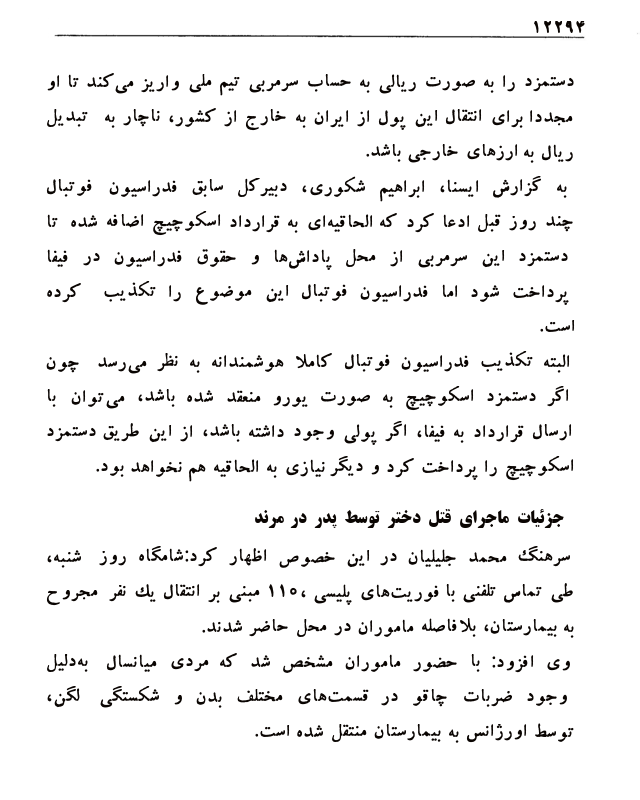 ۱۲۲۹۴
دستمزد را به صورت ریالی به حساب سرمربی تیم ملی واریز می‌کند تا او
مجددا برای انتقال این پول از ایران به خارج از کشور، ناچار به تبدیل
ریال به ارزهای خارجی باشد.
به گزارش ایسنا، ابراهیم شکوری، دبیرکل سابق فدراسیون فوتبال
چند روز قبل ادعا کرد که الحاقیه‌ای به قرارداد اسکوچیچ اضافه شده تا
دستمزد این سرمربی از محل پاداش‌ها و حقوق فدراسیون در فیفا
پرداخت شود اما فدراسیون فوتبال این موضوع را تکذیب کرده
است.
البته تکذیب فدراسیون فوتبال کاملا هوشمندانه به نظر می‌رسد چون
اگر دستمزد اسکوچیچ به صورت یورو منعقد شده باشد، می‌توان با
ارسال قرارداد به فیفا، اگر پولی وجود داشته باشد، از این طریق دستمزد
اسکوچیچ را پرداخت کرد و دیگر نیازی به الحاقیه هم نخواهد بود.
جزئیات ماجرای قتل دختر توسط پدر در مرند
سرهنگ محمد جلیلیان در این خصوص اظهار کرد:شامگاه روز شنبه،
طی تماس تلفنی با فوریت‌های پلیسی ۱۱۰، مبنی بر انتقال یك نفر مجروح
به بیمارستان، بلافاصله ماموران در محل حاضر شدند.
وی افزود: با حضور ماموران مشخص شد که مردی میانسال به‌دلیل
وجود ضربات چاقو در قسمت‌های مختلف بدن و شکستگی لگن،
توسط اورژانس به بیمارستان منتقل شده است.